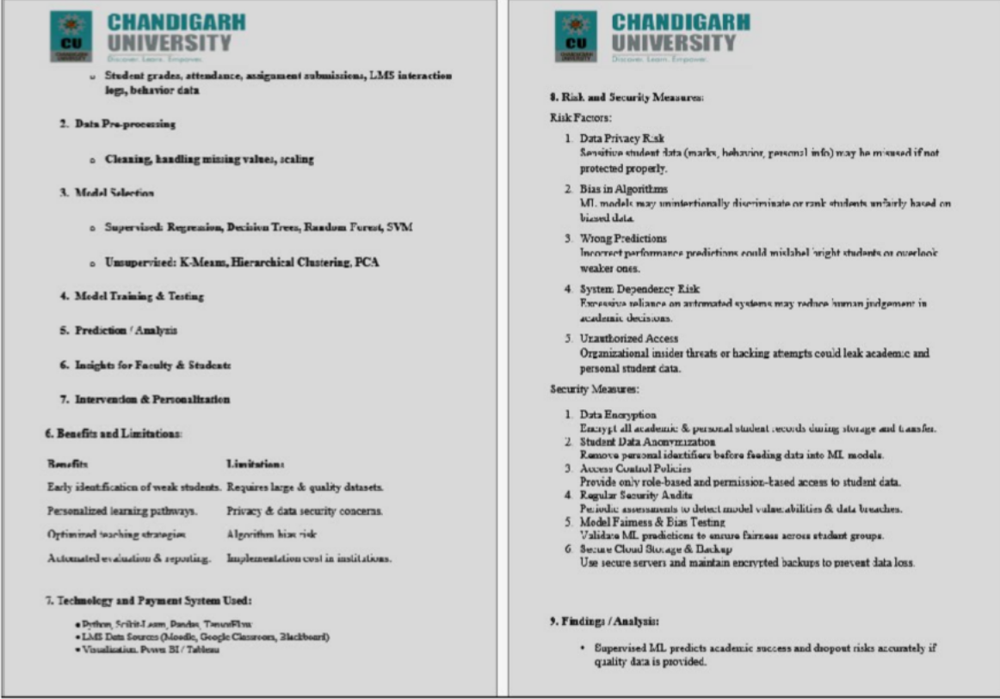 CHANDIGARH
UNIVERSITY
Discover. Learn. Empower.
CU
CHANDIGARH
UNIVERSITY
o Student grades, attendance, assignment submissions, LMS interaction
logs, behavior data
2. Data Pre-processing
o Cleaning, handling missing values, scaling
3. Model Selection
o Supervised: Regression, Decision Trees, Random Forest, SVM
o Unsupervised: K-Means, Hierarchical Clustering, PCA
4. Model Training & Testing
5. Prediction / Analysis
6. Insights for Faculty & Students
7. Intervention & Personalization
6. Benefits and Limitations:
Benefits Limitations
Early identification of weak students. Requires large & quality datasets.
Personalized learning pathways. Privacy & data security concerns.
Optimized teaching strategies Algorithm bias risk
Automated evaluation & reporting. Implementation cost in institutions.
7. Technology and Payment System Used:
• Python, Scikit-Learn, Pandas, TensorFlow
• LMS Data Sources (Moodle, Google Classroom, Blackboard)
• Visualization: Power BI / Tableau
CHANDIGARH
UNIVERSITY
Discover. Learn. Empower.
CU
CHANDIGARH
UNIVERSITY
8. Risk and Security Measures:
Risk Factors:
1. Data Privacy Risk
Sensitive student data (marks, behavior, personal info) may be misused if not
protected properly.
2. Bias in Algorithms
ML models may unintentionally discriminate or rank students unfairly based on
biased data.
3. Wrong Predictions
Incorrect performance predictions could mislabel bright students or overlook
weaker ones.
4. System Dependency Risk
Excessive reliance on automated systems may reduce human judgement in
academic decisions.
5. Unauthorized Access
Organizational insider threats or hacking attempts could leak academic and
personal student data.
Security Measures:
1. Data Encryption
Encrypt all academic & personal student records during storage and transfer.
2. Student Data Anonymization
Remove personal identifiers before feeding data into ML models.
3. Access Control Policies
Provide only role-based and permission-based access to student data.
4. Regular Security Audits
Periodic assessments to detect model vulnerabilities & data breaches.
5. Model Fairness & Bias Testing
Validate ML predictions to ensure fairness across student groups.
6. Secure Cloud Storage & Backup
Use secure servers and maintain encrypted backups to prevent data loss.
9. Findings / Analysis:
• Supervised ML predicts academic success and dropout risks accurately if
quality data is provided.